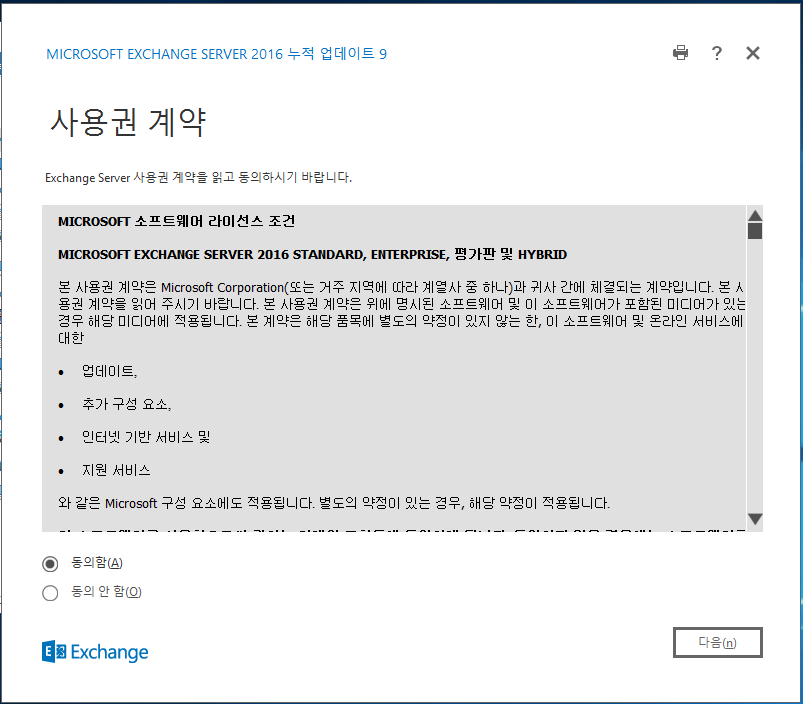 MICROSOFT EXCHANGE SERVER 2016 누적 업데이트 9
?
사용권 계약
Exchange Server 사용권 계약을 읽고 동의하시기 바랍니다.
MICROSOFT 소프트웨어 라이선스 조건
MICROSOFT EXCHANGE SERVER 2016 STANDARD, ENTERPRISE, 평가판 및 HYBRID
본 사용권 계약은 Microsoft Corporation(또는 거주 지역에 따라 계열사 중 하나)과 귀사 간에 체결되는 계약입니다. 본 사
용권 계약을 읽어 주시기 바랍니다. 본 사용권 계약은 위에 명시된 소프트웨어 및 이 소프트웨어가 포함된 미디어가 있는
경우 해당 미디어에 적용됩니다. 본 계약은 해당 품목에 별도의 약정이 있지 않는 한, 이 소프트웨어 및 온라인 서비스에
대한
• 업데이트,
• 추가 구성 요소,
• 인터넷 기반 서비스 및
• 지원 서비스
와 같은 Microsoft 구성 요소에도 적용됩니다. 별도의 약정이 있는 경우, 해당 약정이 적용됩니다.
동의함(A)
동의 안 함(O)
Exchange
다음(n)